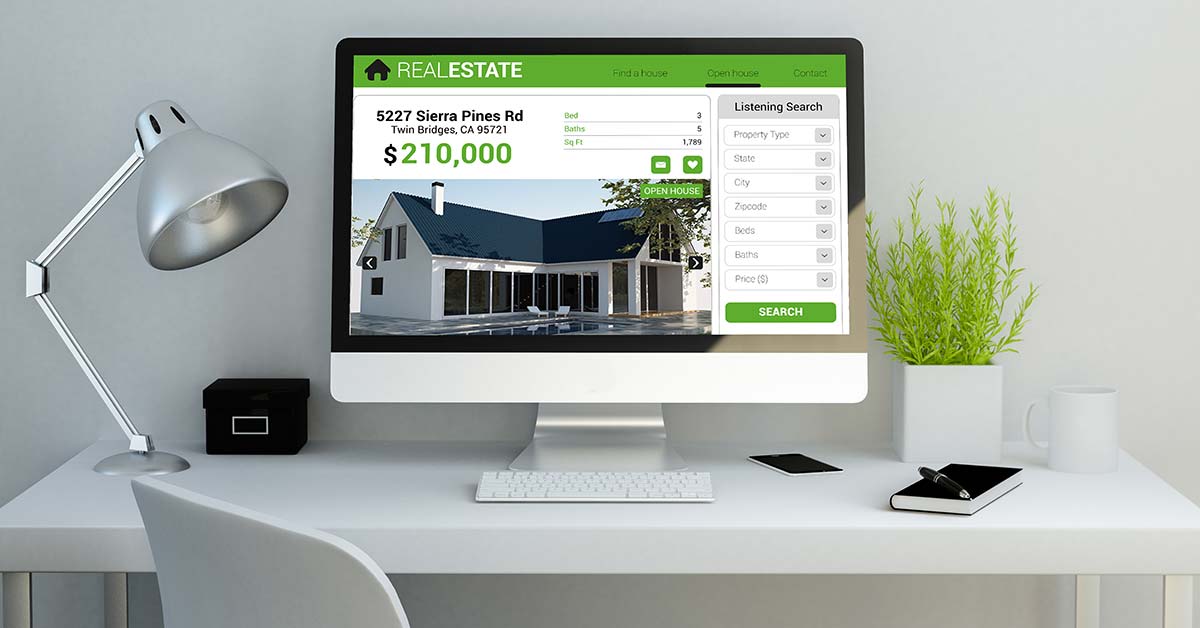 REALESTATE
Find a house
Open house
Contact
5227 Sierra Pines Rd
Twin Bridges, CA 95721
$210,000
Bed 3
Baths 5
Sq Ft 1,789
OPEN HOUSE
Listening Search
Property Type
State
City
Zipcode
Beds
Baths
Price ($)
SEARCH